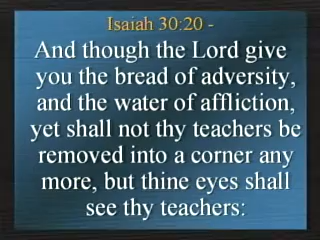 Isaiah 30:20 -
And though the Lord give
you the bread of adversity,
and the water of affliction,
yet shall not thy teachers be
removed into a corner any
more, but thine eyes shall
see thy teachers: